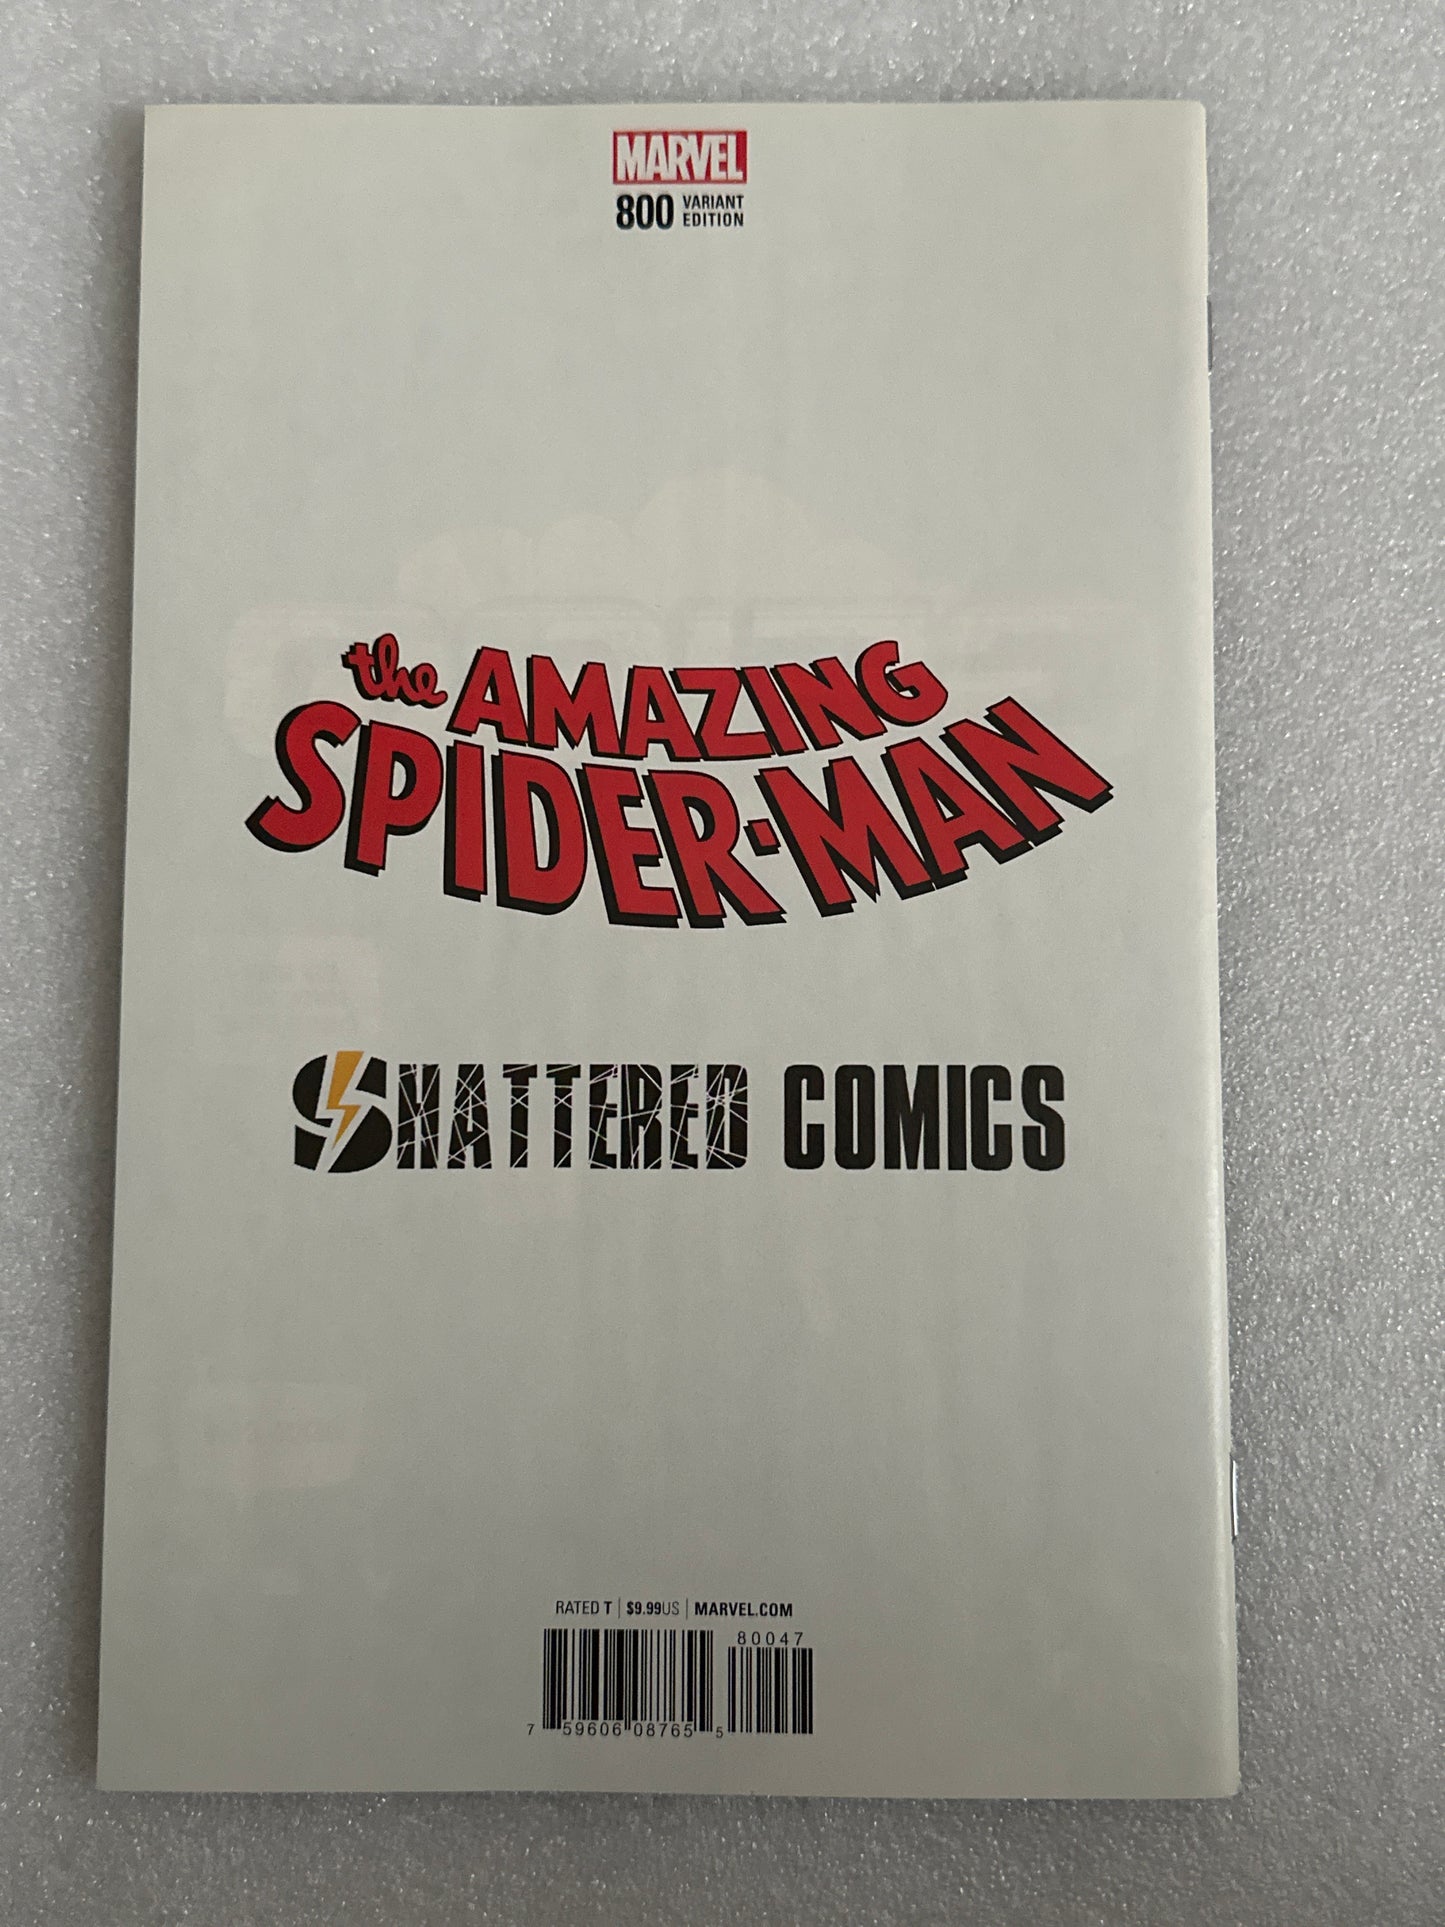 MARVEL
800 VARIANT EDITION
the AMAZING
SPIDER-MAN
SHATTERED COMICS
RATED T | $9.99US | MARVEL.COM
80047
7 59606 08765 5